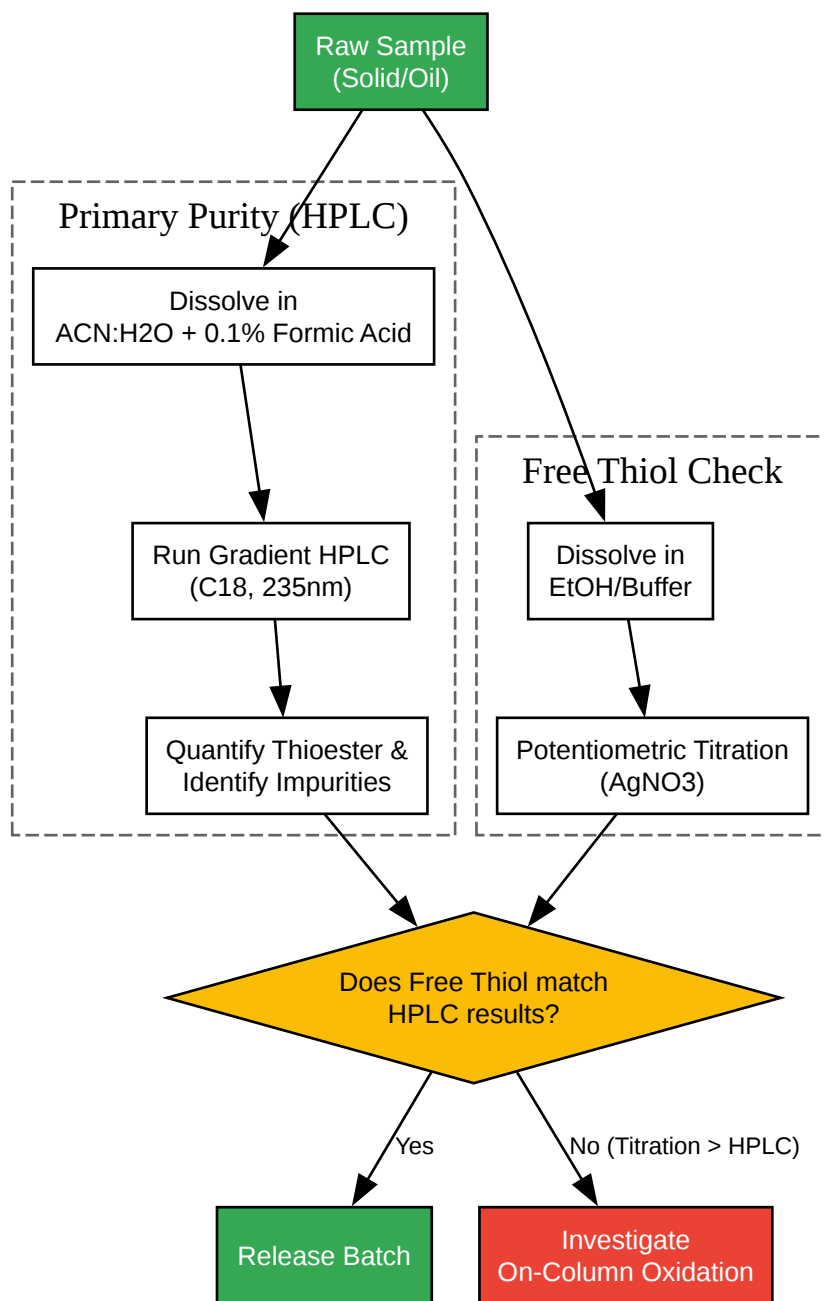 Raw Sample
(Solid/Oil)
Primary Purity (HPLC)
Dissolve in
ACN:H2O + 0.1% Formic Acid
Run Gradient HPLC
(C18, 235nm)
Quantify Thioester &
Identify Impurities
Free Thiol Check
Dissolve in
EtOH/Buffer
Potentiometric Titration
(AgNO3)
Does Free Thiol match
HPLC results?
Yes
No (Titration > HPLC)
Release Batch
Investigate
On-Column Oxidation